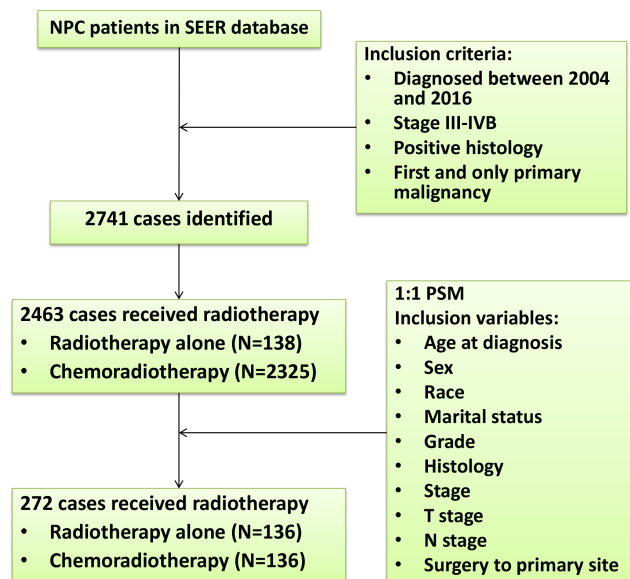 NPC patients in SEER database
Inclusion criteria:
• Diagnosed between 2004
and 2016
• Stage III-IVB
• Positive histology
• First and only primary
malignancy
2741 cases identified
2463 cases received radiotherapy
• Radiotherapy alone (N=138)
• Chemoradiotherapy (N=2325)
1:1 PSM
Inclusion variables:
• Age at diagnosis
• Sex
• Race
• Marital status
• Grade
• Histology
• Stage
• T stage
• N stage
• Surgery to primary site
272 cases received radiotherapy
• Radiotherapy alone (N=136)
• Chemoradiotherapy (N=136)